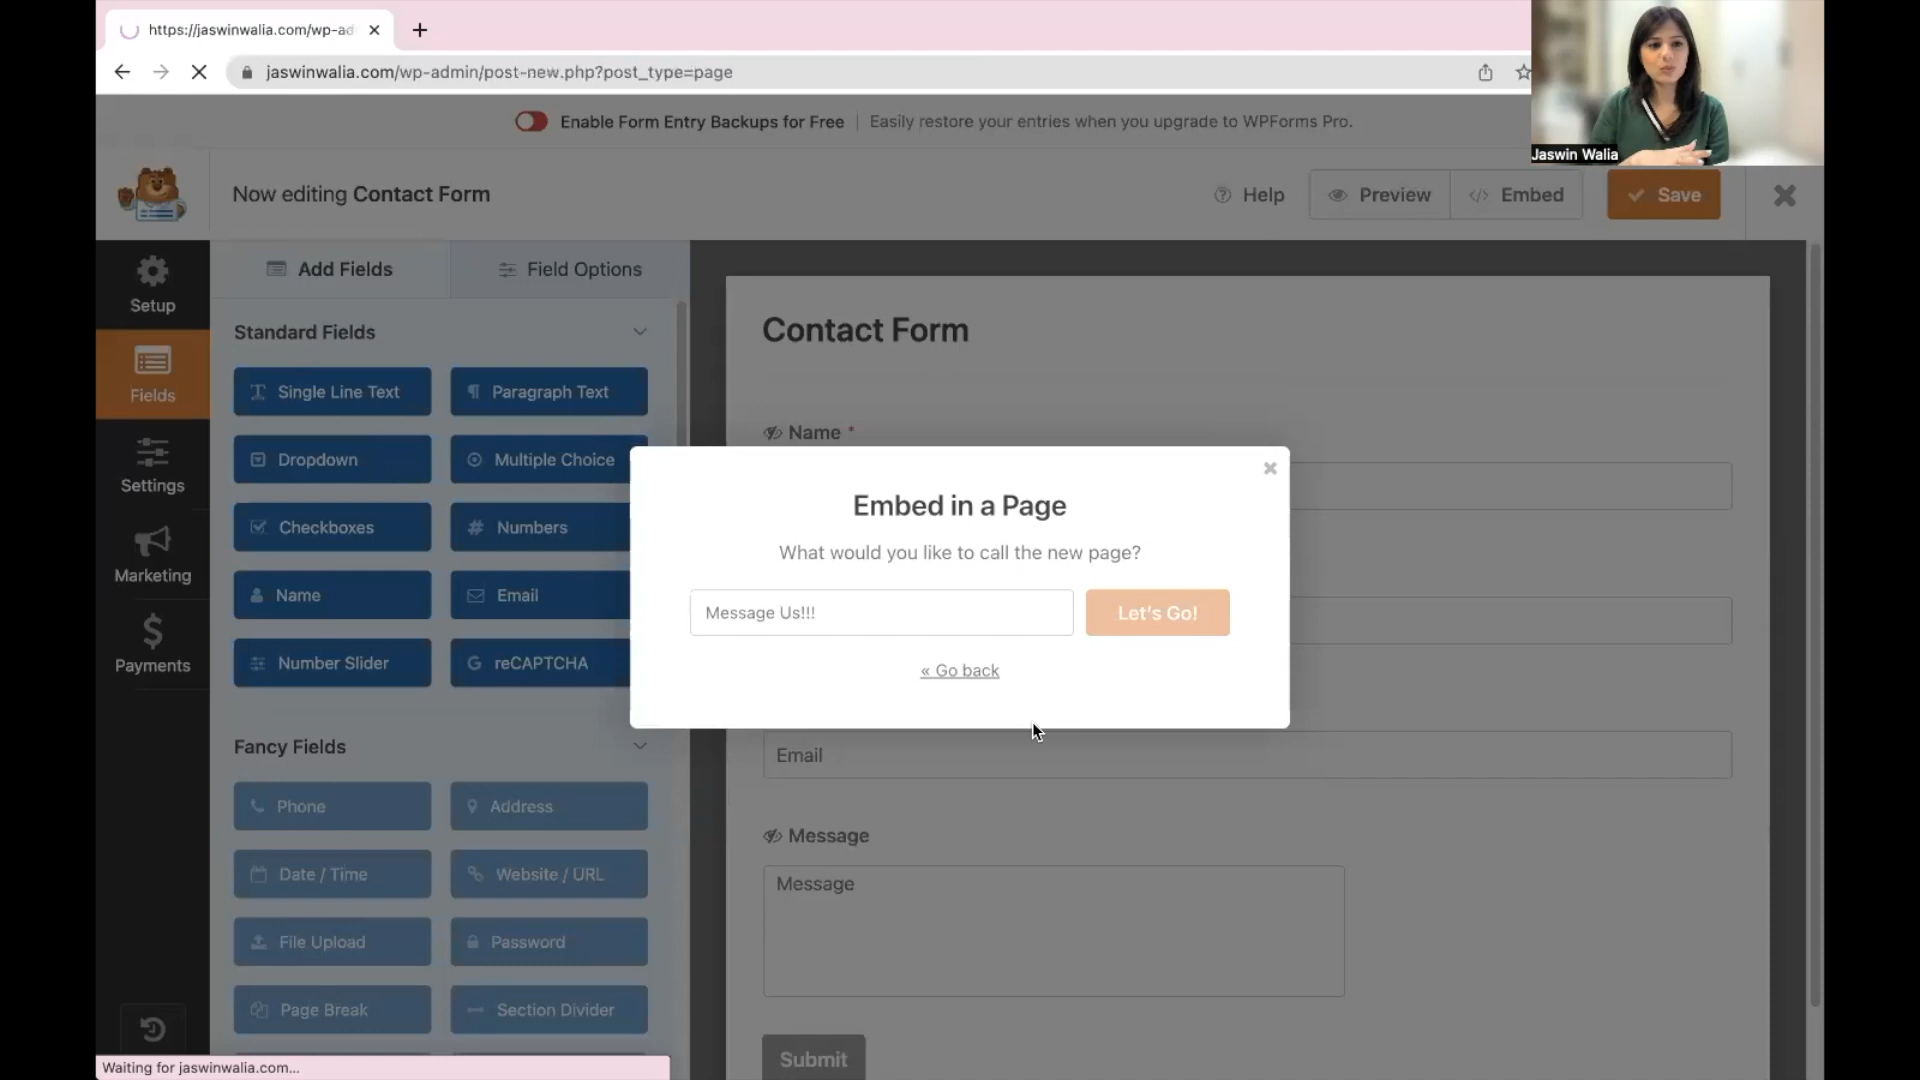 https://jaswinwalia.com/wp-ad
jaswinwalia.com/wp-admin/post-new.php?post_type=page
Enable Form Entry Backups for Free
Easily restore your entries when you upgrade to WPForms Pro.
Jaswin Walia
Now editing Contact Form
Help
Preview
Embed
Save
Setup
Fields
Settings
Marketing
Payments
Add Fields
Field Options
Standard Fields
Single Line Text
Paragraph Text
Dropdown
Multiple Choice
Checkboxes
Numbers
Name
Email
Number Slider
reCAPTCHA
Fancy Fields
Phone
Address
Date / Time
Website / URL
File Upload
Password
Page Break
Section Divider
Contact Form
Name *
Embed in a Page
What would you like to call the new page?
Message Us!!!
Let's Go!
« Go back
Email
Message
Message
Submit
Waiting for jaswinwalia.com...